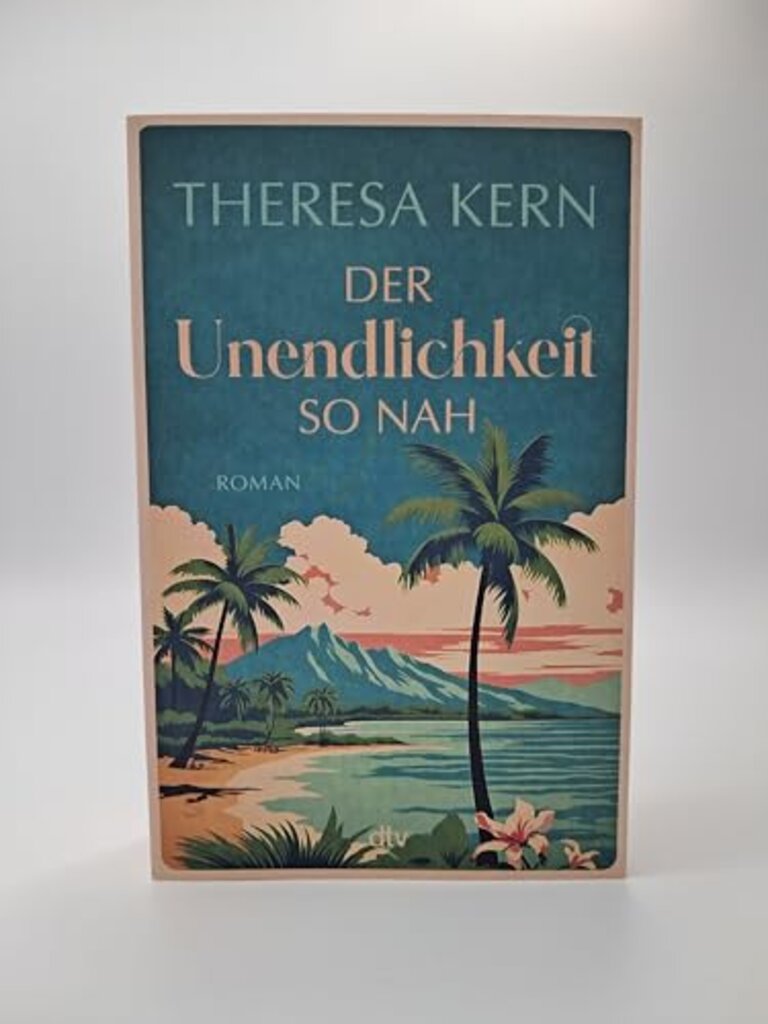 THERESA KERN
DER
Unendlichkeit
SO NAH
ROMAN
dtv